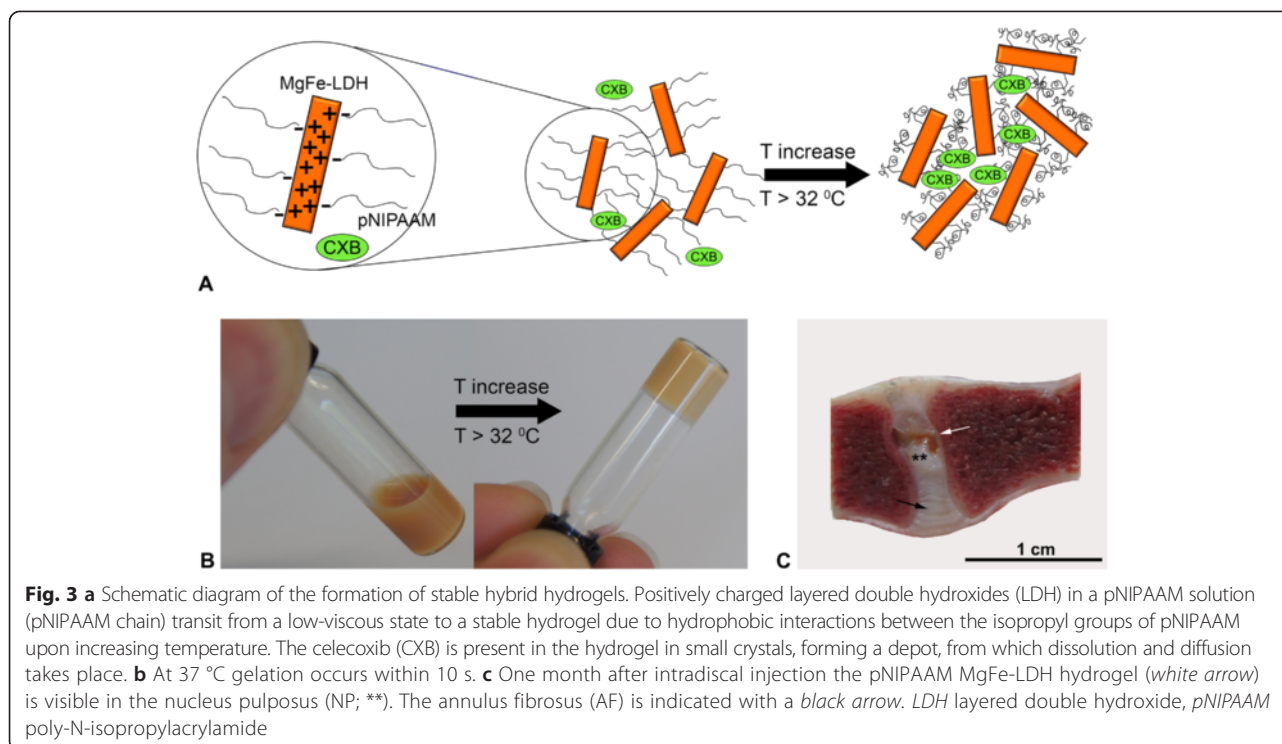 MgFe-LDH
pNIPAAM
CXB
CXB
CXB
CXB
T increase
T > 32 ⁰C
CXB
CXB
CXB
CXB
CXB
A
T increase
T > 32 ⁰C
B
**
1 cm
C
Fig. 3 a Schematic diagram of the formation of stable hybrid hydrogels. Positively charged layered double hydroxides (LDH) in a pNIPAAM solution
(pNIPAAM chain) transit from a low-viscous state to a stable hydrogel due to hydrophobic interactions between the isopropyl groups of pNIPAAM
upon increasing temperature. The celecoxib (CXB) is present in the hydrogel in small crystals, forming a depot, from which dissolution and diffusion
takes place. b At 37 °C gelation occurs within 10 s. c One month after intradiscal injection the pNIPAAM MgFe-LDH hydrogel (white arrow)
is visible in the nucleus pulposus (NP; **). The annulus fibrosus (AF) is indicated with a black arrow. LDH layered double hydroxide, pNIPAAM
poly-N-isopropylacrylamide